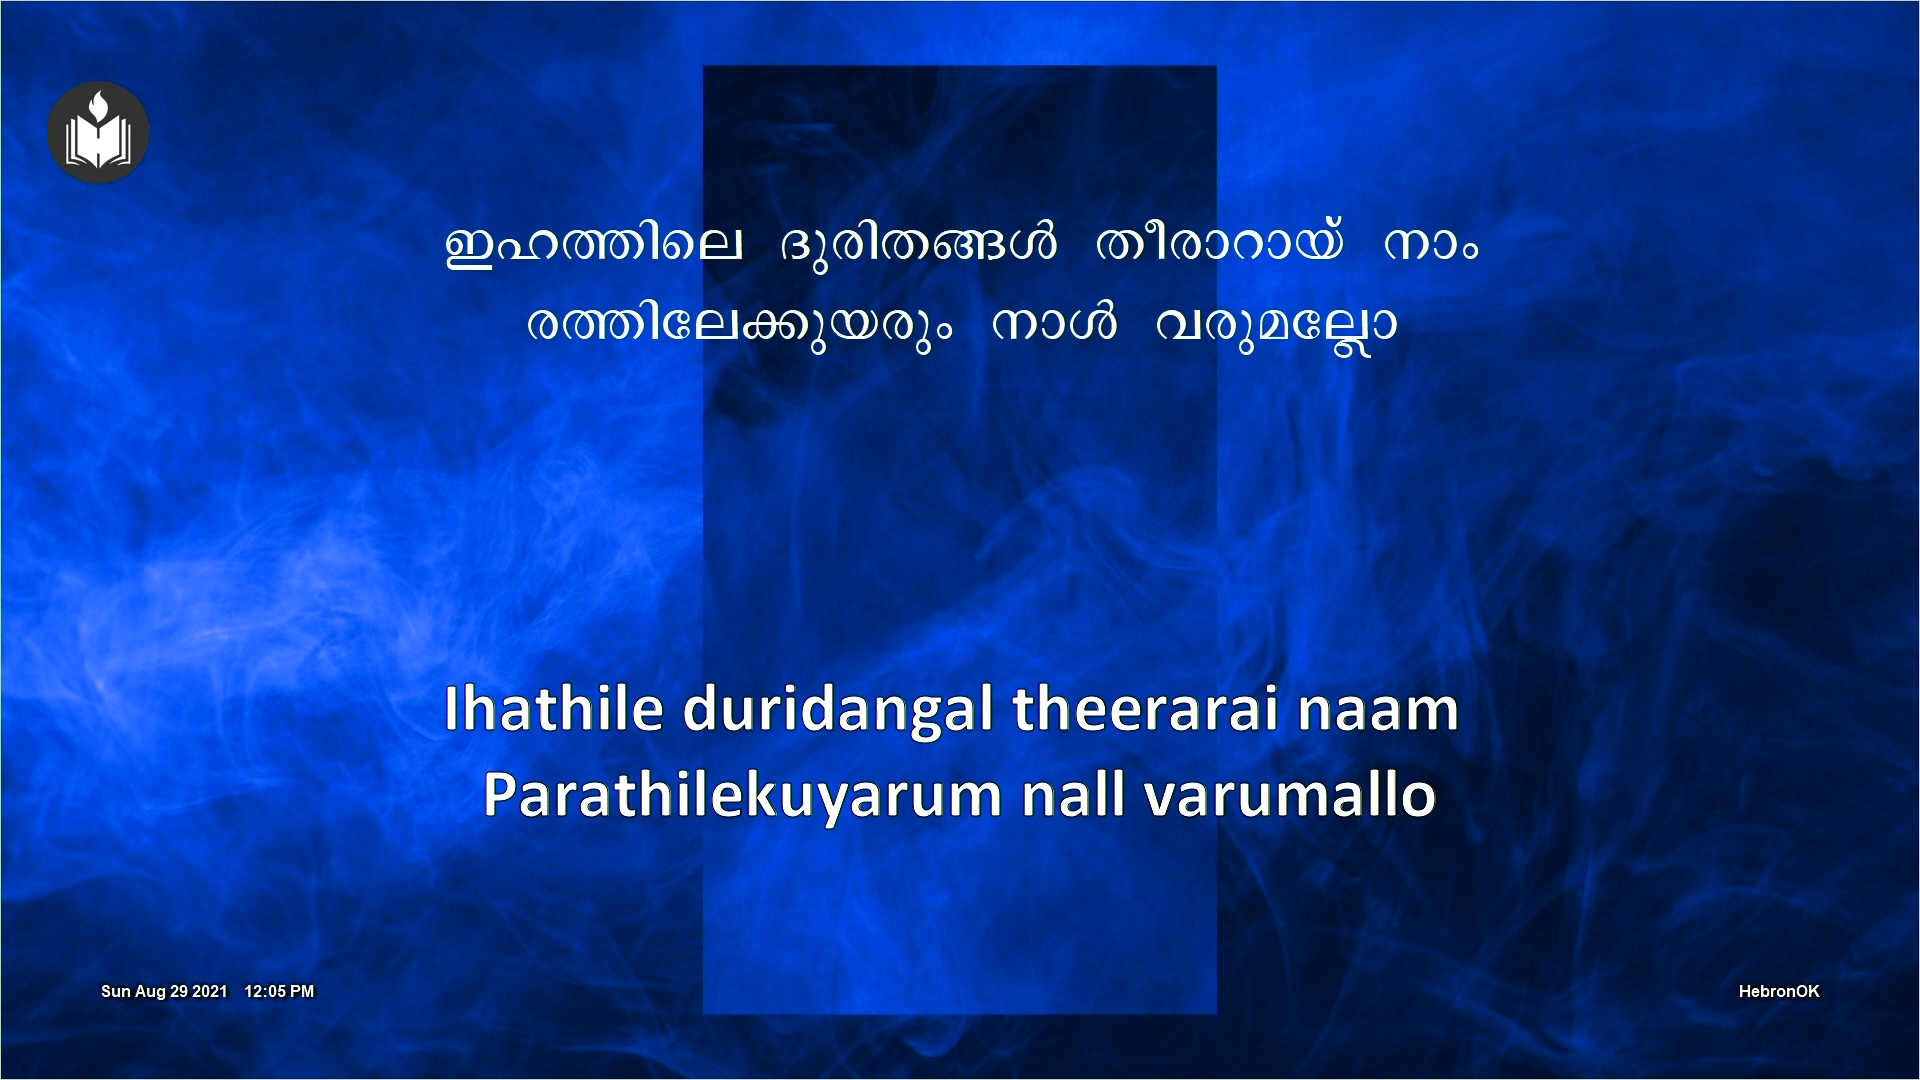 ഇഹത്തിലെ ദുരിതങ്ങൾ തീരാറായ് നാം
രത്തിലേക്കുയരും നാൾ വരുമല്ലോ
Ihathile duridangal theerarai naam
Parathilekuyarum nall varumallo
Sun Aug 29 2021 12:05 PM
HebronOK